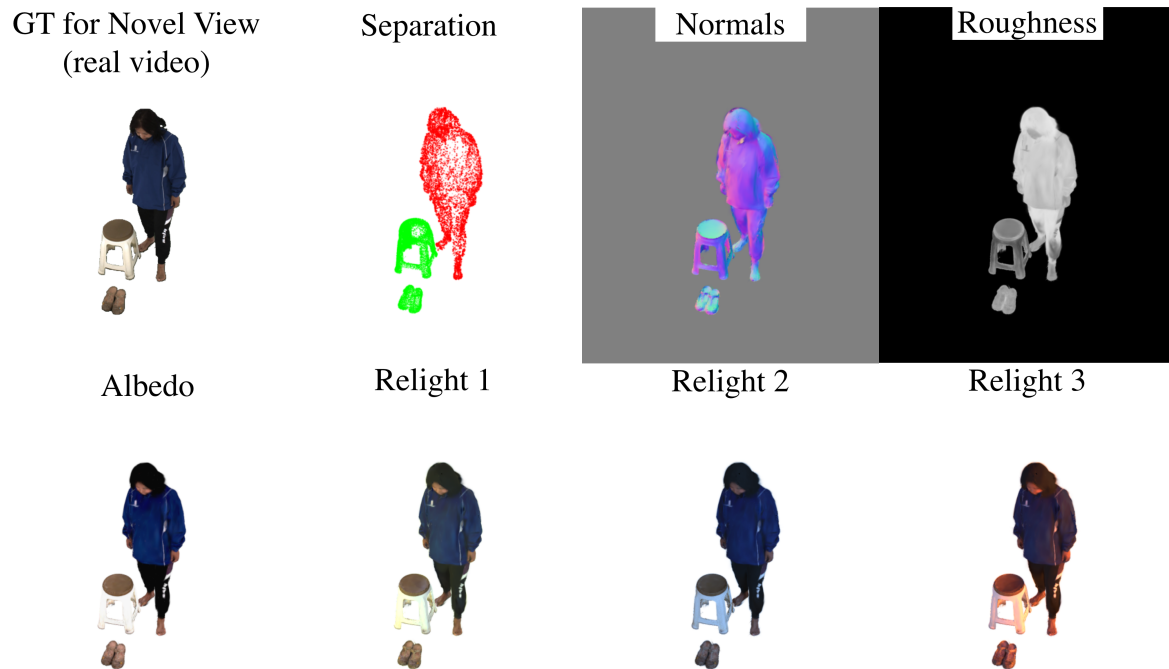 GT for Novel View
(real video)
Separation
Normals
Roughness
Albedo
Relight 1
Relight 2
Relight 3